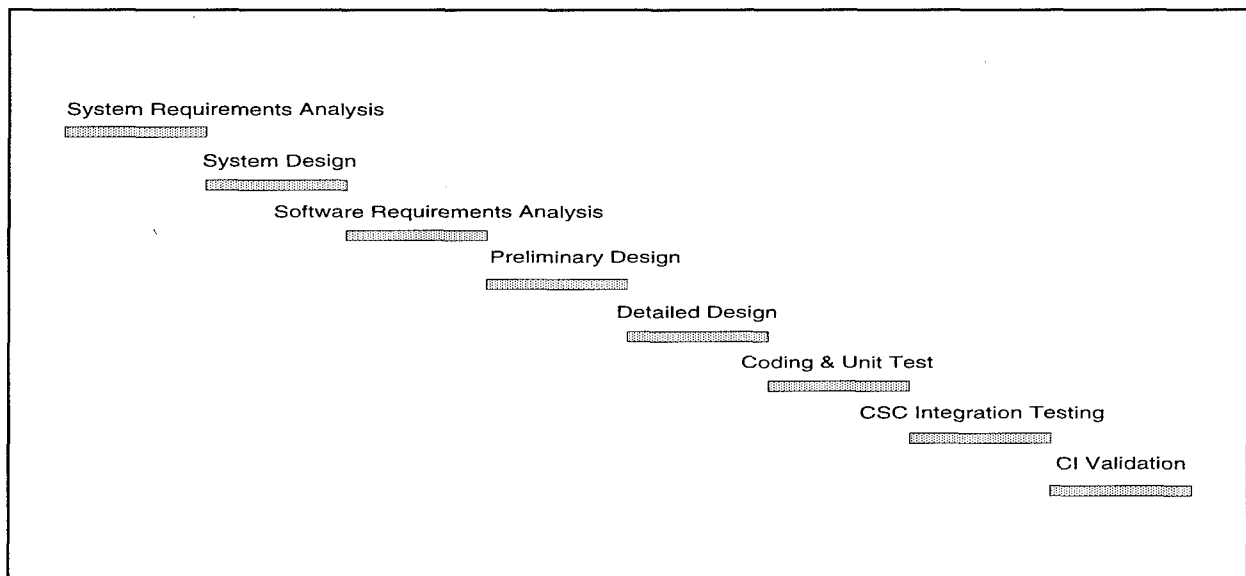 System Requirements Analysis
System Design
Software Requirements Analysis
Preliminary Design
Detailed Design
Coding & Unit Test
CSC Integration Testing
CI Validation